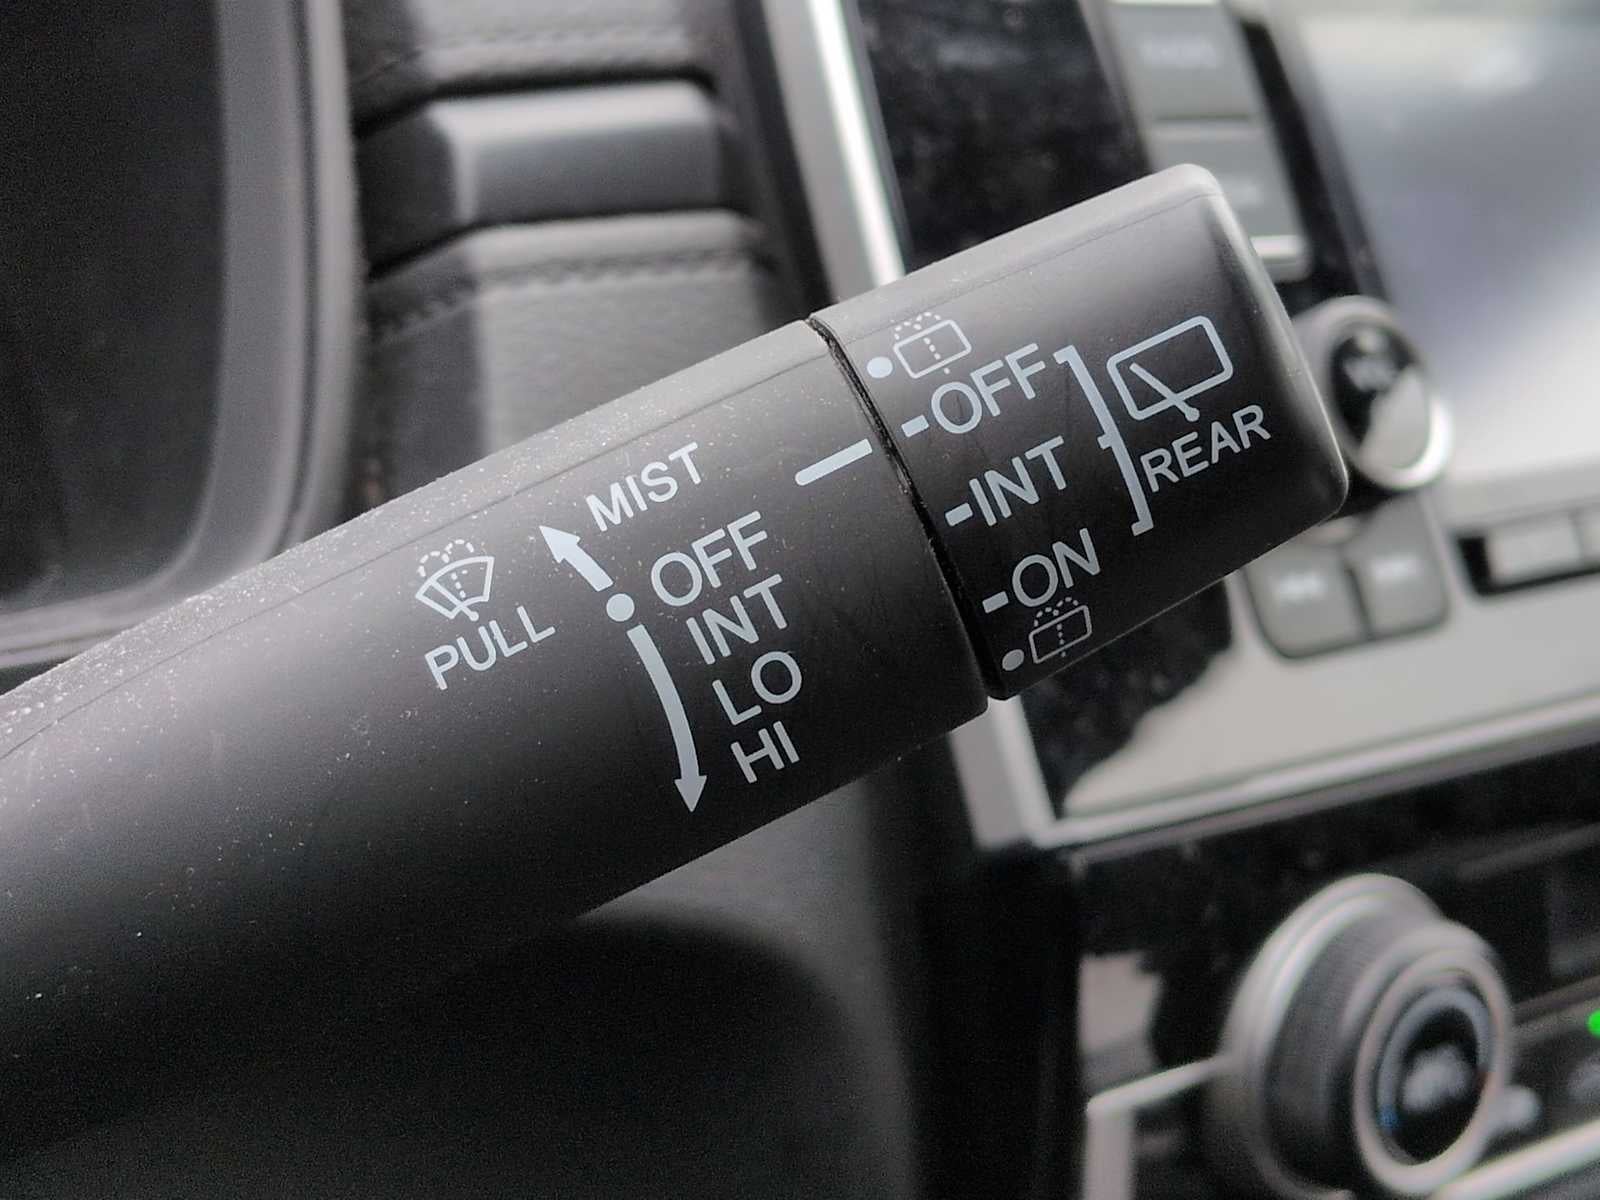 MIST
OFF
INT
LO
HI
PULL
-OFF
-INT
-ON
REAR